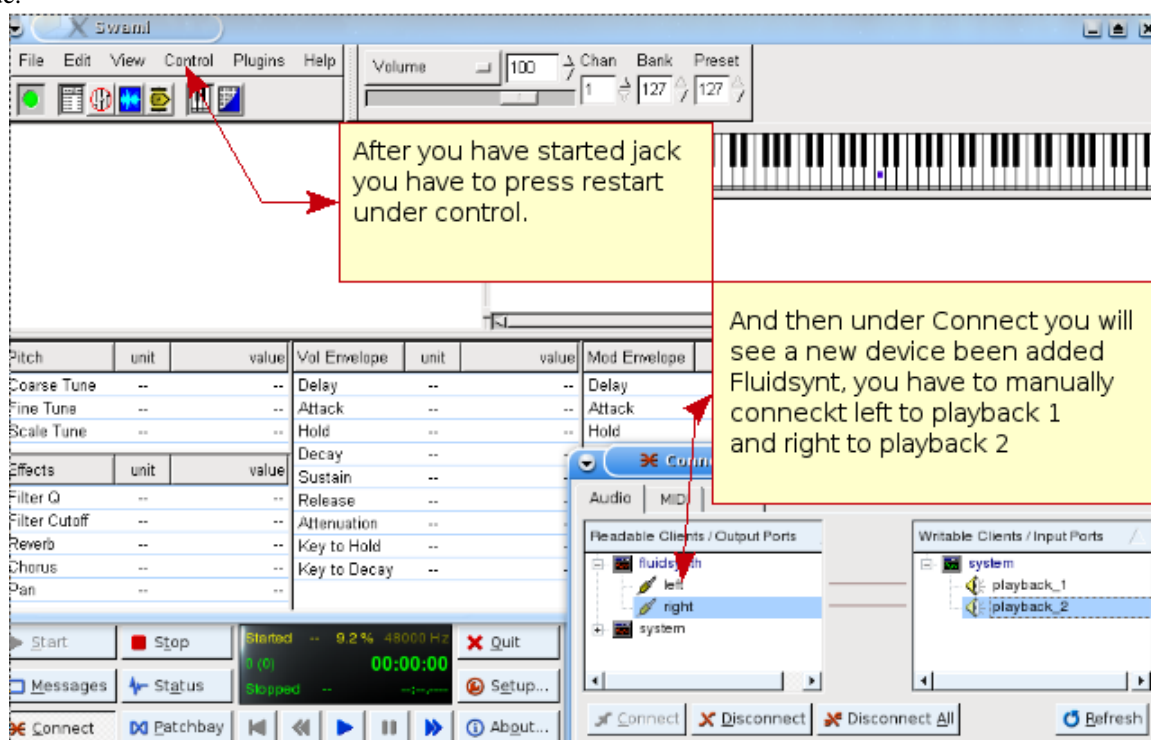 Swami
File Edit View Control Plugins Help
Volume 100 Chan Bank Preset
1 127 127
After you have started jack
you have to press restart
under control.
And then under Connect you will
see a new device been added
Fluidsynt, you have to manually
conneckt left to playback 1
and right to playback 2
Pitch unit value Vol Envelope unit value Mod Envelope
Coarse Tune -- -- Delay -- -- Delay
Fine Tune -- -- Attack -- -- Attack
Scale Tune -- -- Hold -- -- Hold
Decay --
Effects unit value Sustain --
Filter Q -- -- Release --
Filter Cutoff -- -- Attenuation --
Reverb -- -- Key to Hold --
Chorus -- -- Key to Decay --
Pan -- --
Audio MIDI
Readable Clients / Output Ports Writable Clients / Input Ports
fluidsynth system
left playback_1
right playback_2
system
Start Stop Started -- 9.2 % 48000 Hz Quit
0 (0) 00:00:00
Messages Status Stopped -- --:--.---- Setup...
Connect Patchbay About...
Connect Disconnect Disconnect All Refresh